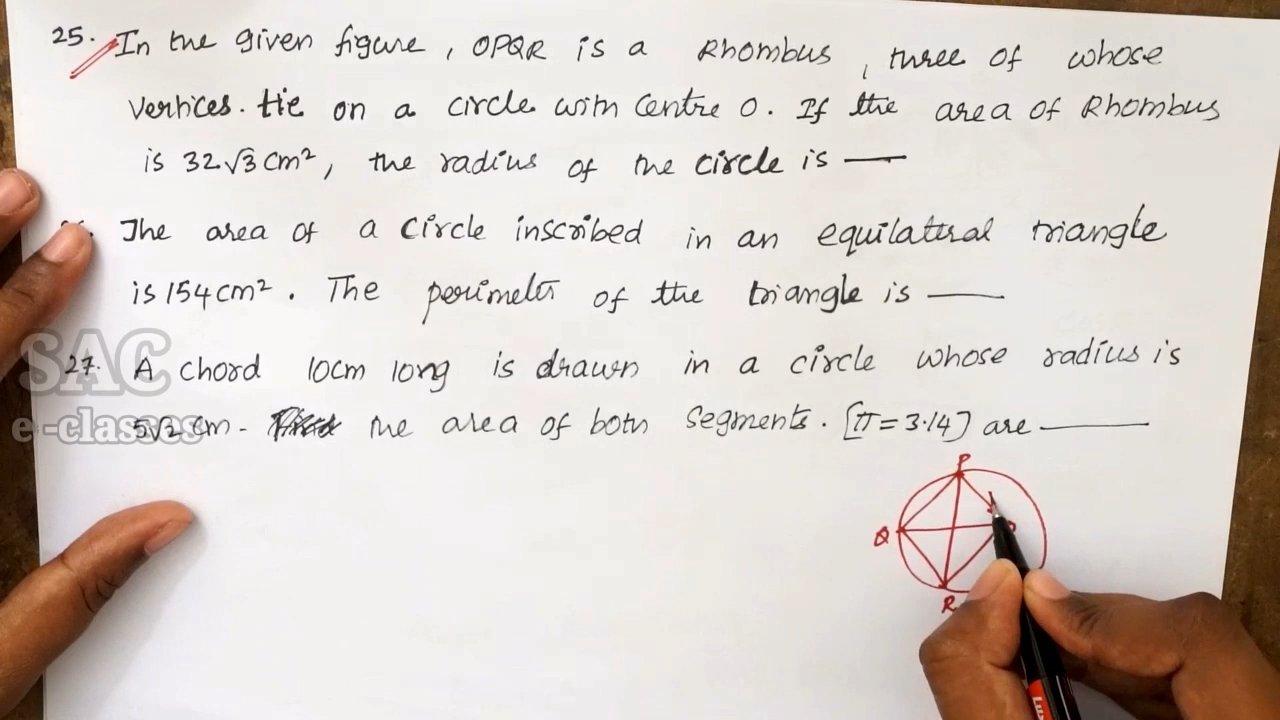 25. In the given figure, OPQR is a Rhombus, three of whose
vertices. lie on a circle with Centre O. If the area of Rhombus
is 32√3 cm², the radius of the circle is —
The area of a circle inscribed in an equilateral triangle
is 154 cm². The perimeter of the triangle is —
27. A chord 10cm long is drawn in a circle whose radius is
5√2 cm. the area of both segments. [π = 3.14] are —
P
Q
R
SAC
e-classes